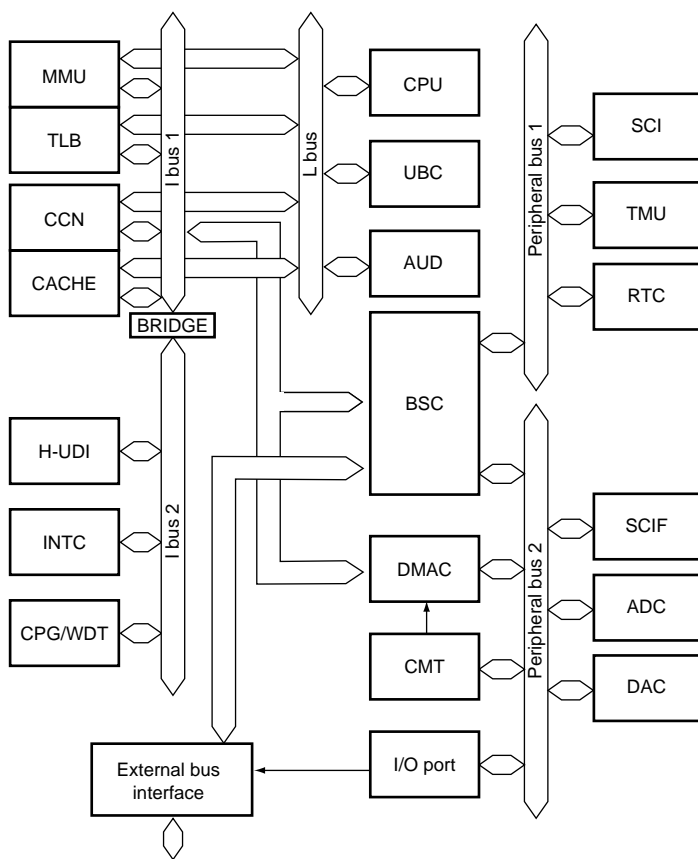 MMU
TLB
CCN
CACHE
I bus 1
L bus
CPU
UBC
AUD
Peripheral bus 1
SCI
TMU
RTC
BRIDGE
BSC
H-UDI
INTC
CPG/WDT
I bus 2
DMAC
CMT
I/O port
Peripheral bus 2
SCIF
ADC
DAC
External bus
interface